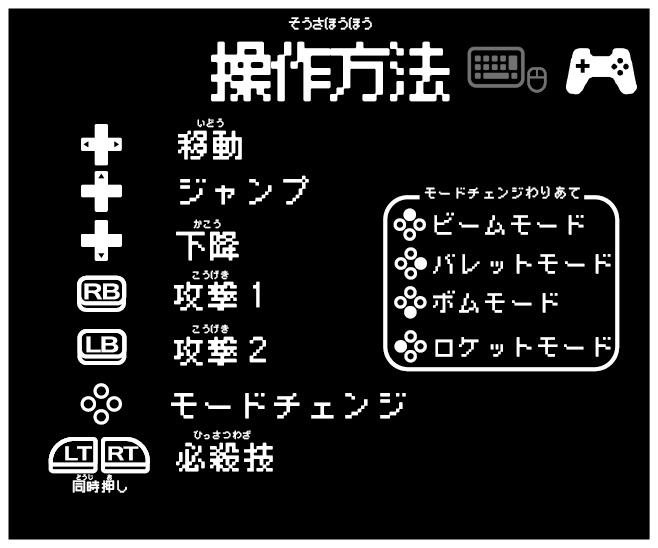 そうさほうほう
操作方法
いどう
移動
ジャンプ
かこう
下降
RB
こうげき
攻撃1
LB
こうげき
攻撃2
モードチェンジ
LT RT
とうじ お
同時押し
ひっさつわざ
必殺技
モードチェンジわりあて
ビームモード
バレットモード
ボムモード
ロケットモード